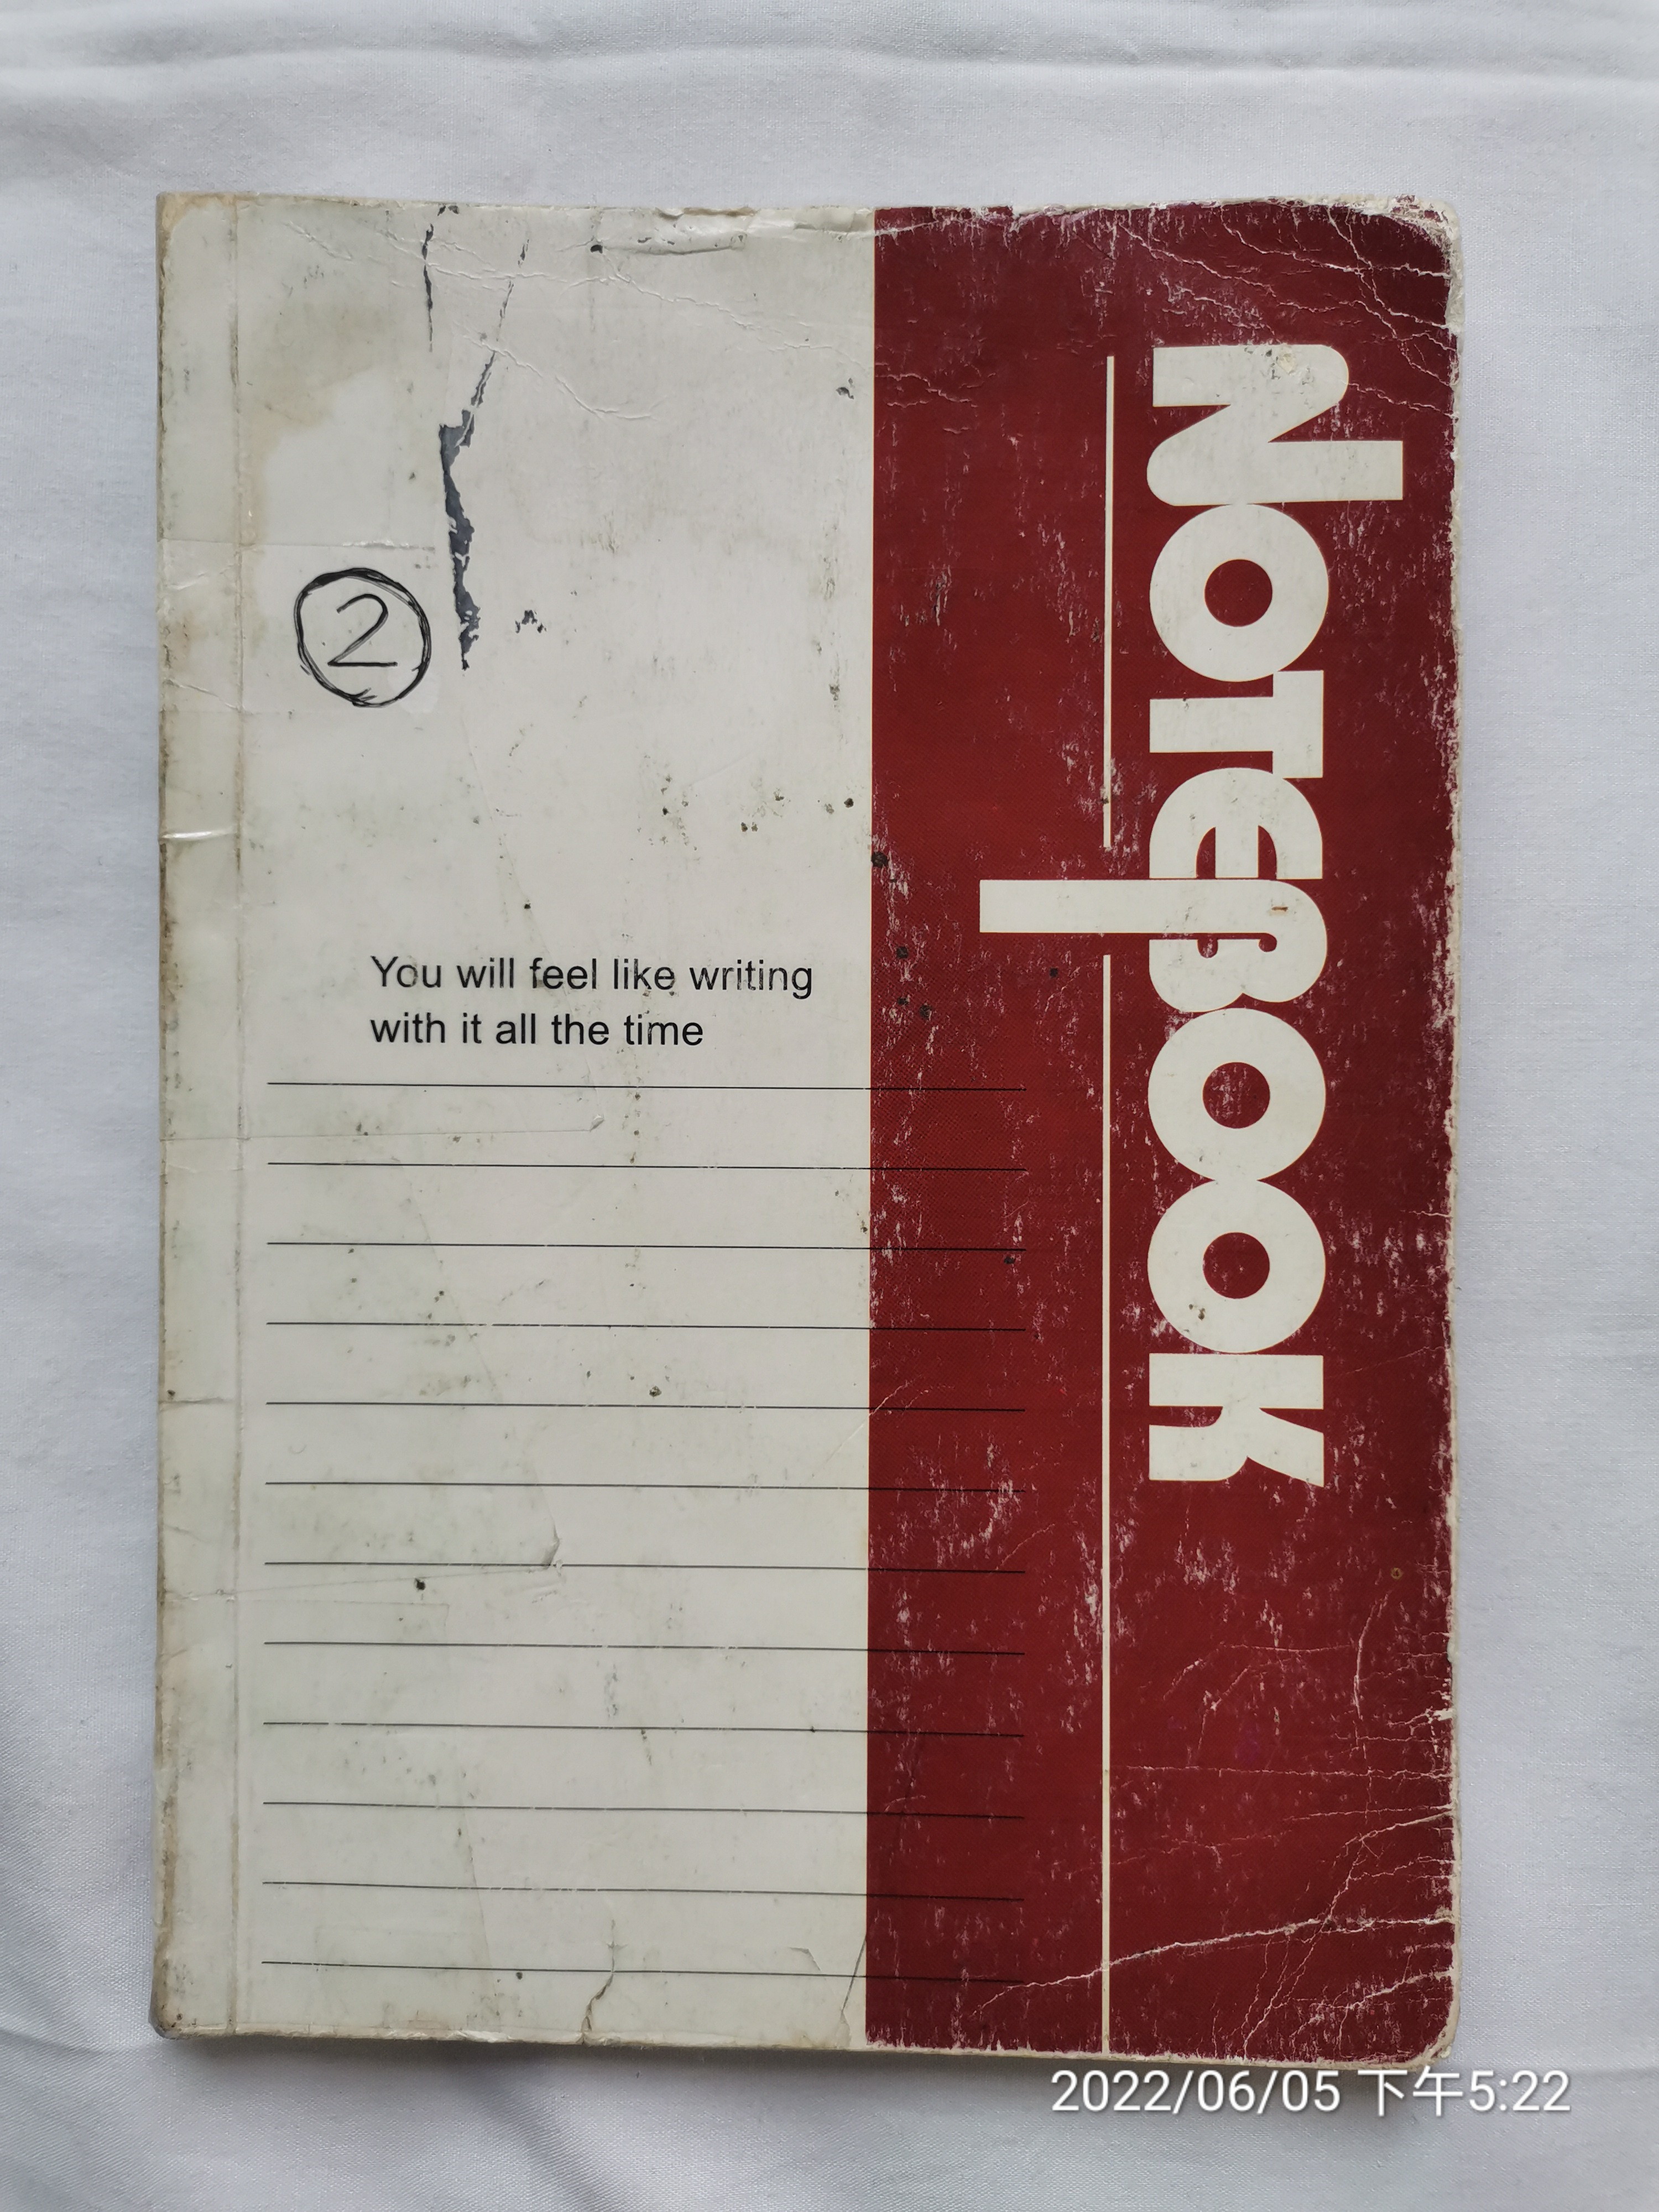 NOTEBOOK
②
You will feel like writing
with it all the time
2022/06/05 下午5:22